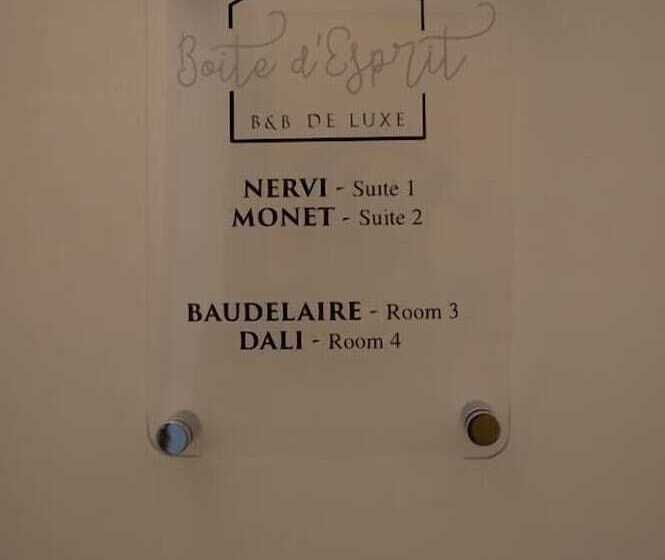 Boite d'Esprit
B&B DE LUXE
NERVI - Suite 1
MONET - Suite 2
BAUDELAIRE - Room 3
DALI - Room 4